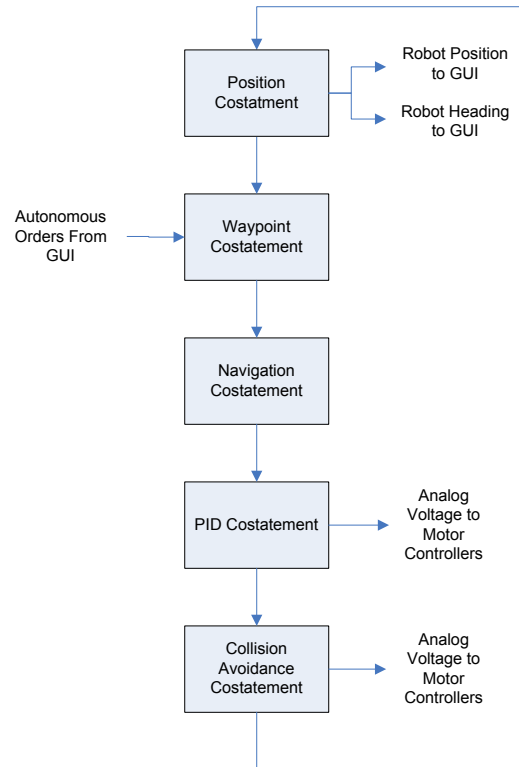 Position
Costatment
Robot Position
to GUI
Robot Heading
to GUI
Autonomous
Orders From
GUI
Waypoint
Costatement
Navigation
Costatement
PID Costatement
Analog
Voltage to
Motor
Controllers
Collision
Avoidance
Costatement
Analog
Voltage to
Motor
Controllers